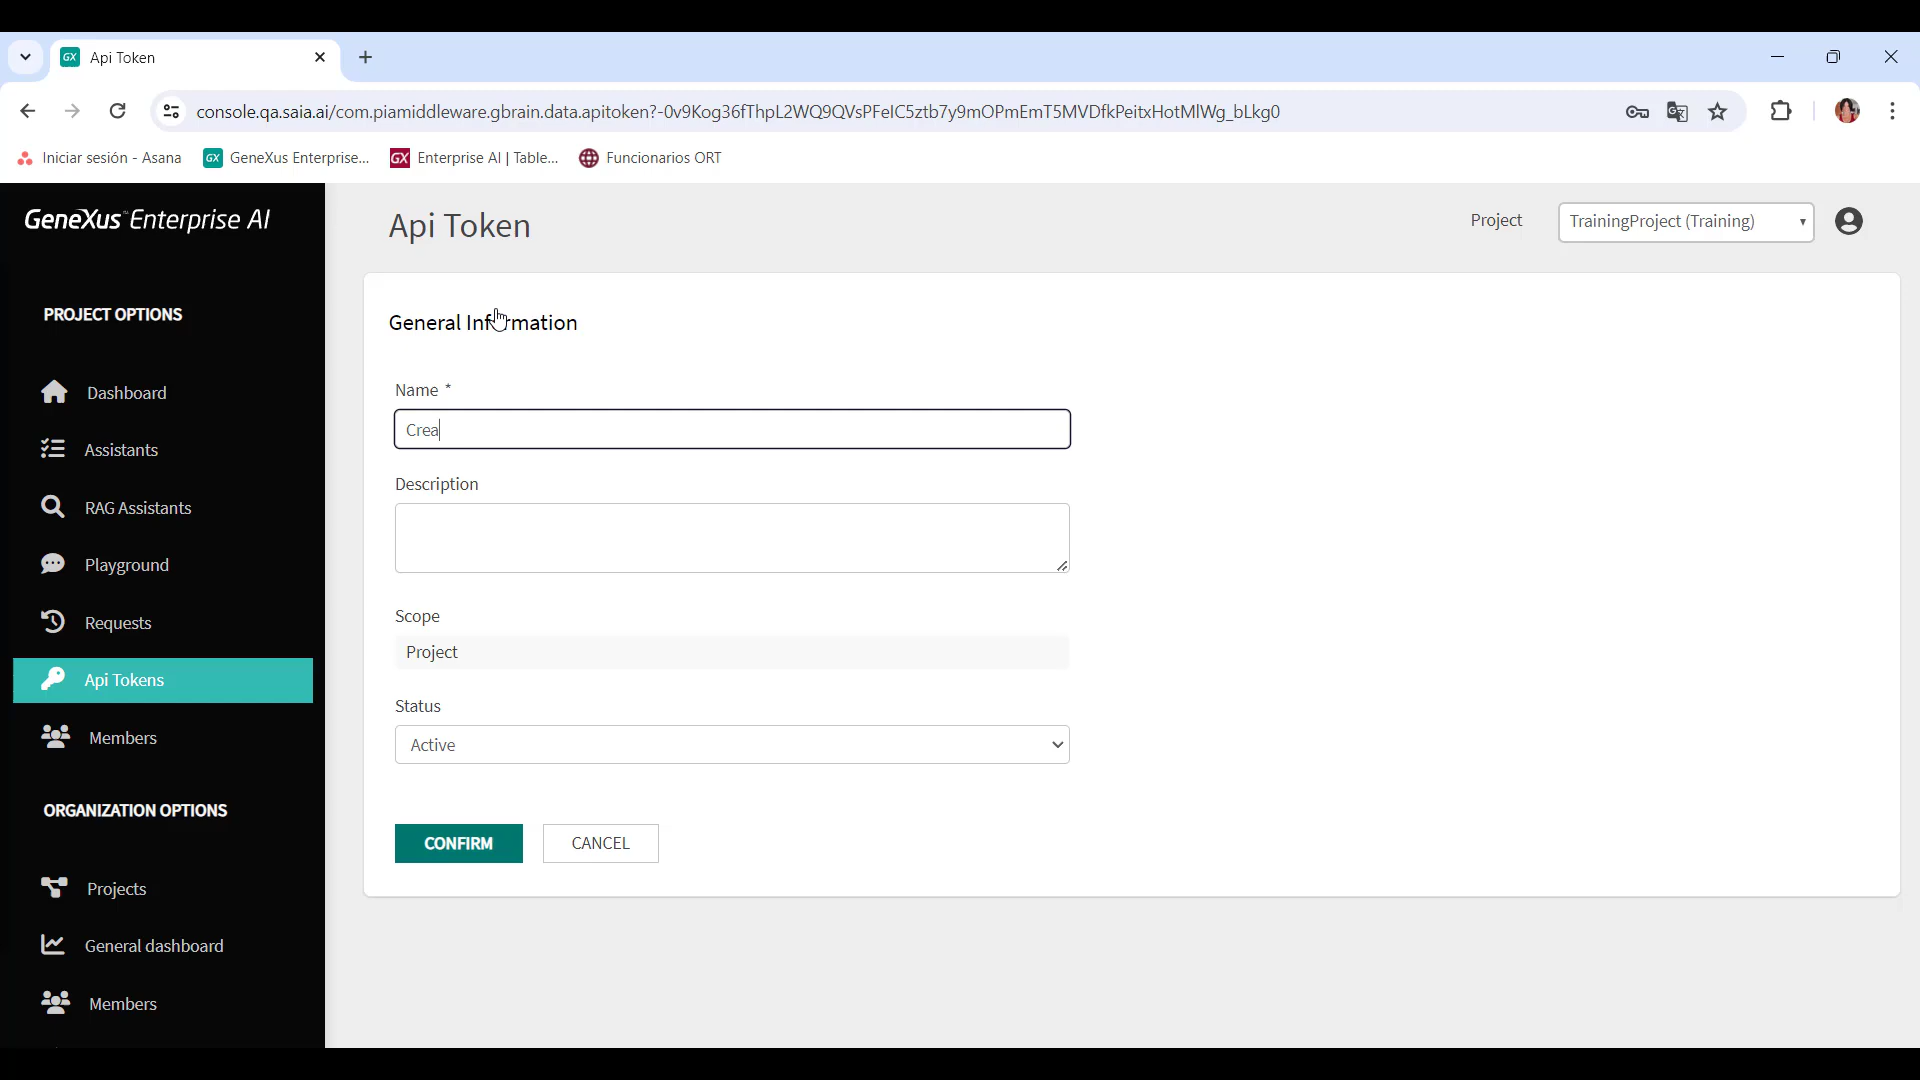 Api Token
console.qa.saia.ai/com.piamiddleware.gbrain.data.apitoken?-0v9Kog36fThpL2WQ9QVsPFeIC5ztb7y9mOPmEmT5MVDfkPeitxHotMlWg_bLkg0
Iniciar sesión - Asana GX GeneXus Enterprise... GX Enterprise AI | Table... Funcionarios ORT
GeneXus™ Enterprise AI
Api Token
Project
TrainingProject (Training)
PROJECT OPTIONS
Dashboard
Assistants
RAG Assistants
Playground
Requests
Api Tokens
Members
ORGANIZATION OPTIONS
Projects
General dashboard
Members
General Information
Name *
Crea
Description
Scope
Project
Status
Active
CONFIRM CANCEL